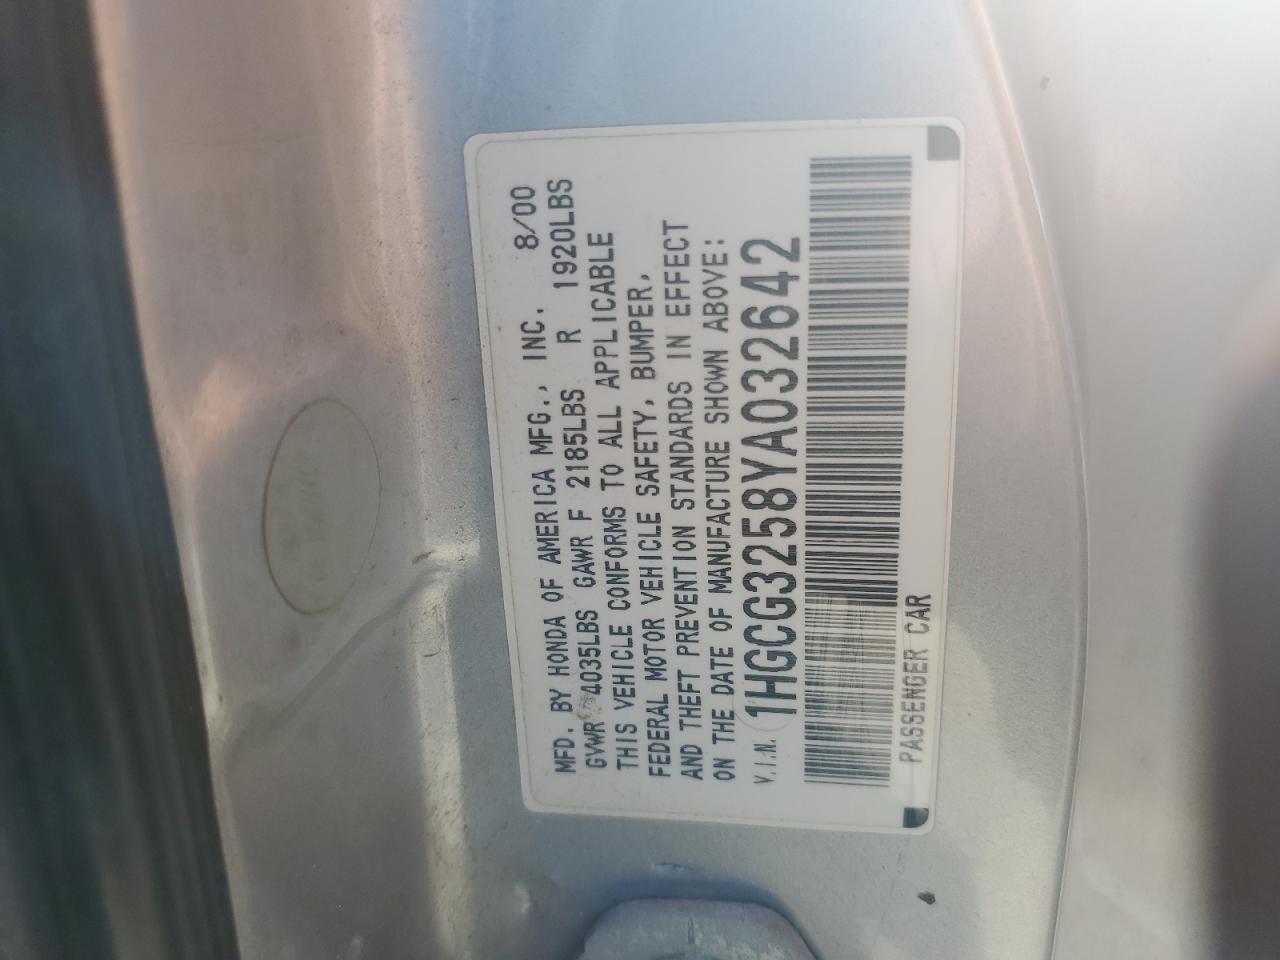 MFD. BY HONDA OF AMERICA MFG., INC. 8/00
GVWR 4035LBS GAWR F 2185LBS R 1920LBS
THIS VEHICLE CONFORMS TO ALL APPLICABLE
FEDERAL MOTOR VEHICLE SAFETY, BUMPER,
AND THEFT PREVENTION STANDARDS IN EFFECT
ON THE DATE OF MANUFACTURE SHOWN ABOVE:
V.I.N. 1HGCG3258YA032642
PASSENGER CAR